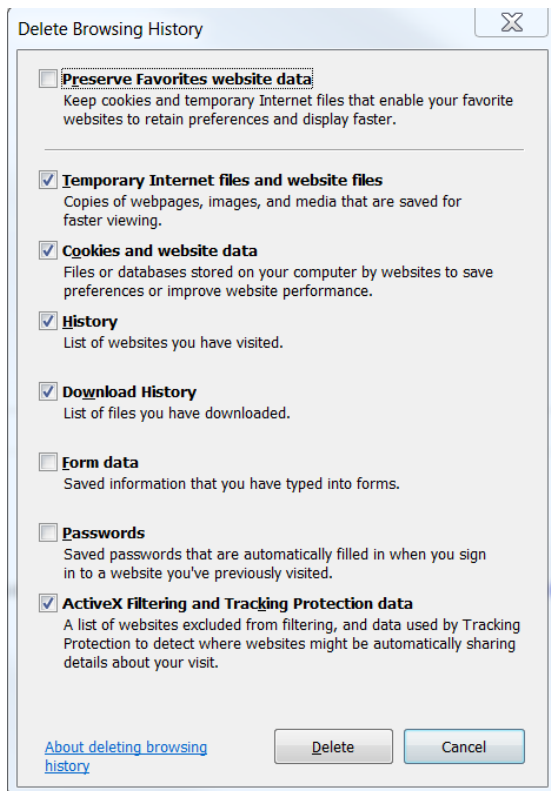 Delete Browsing History
Preserve Favorites website data
Keep cookies and temporary Internet files that enable your favorite
websites to retain preferences and display faster.
Temporary Internet files and website files
Copies of webpages, images, and media that are saved for
faster viewing.
Cookies and website data
Files or databases stored on your computer by websites to save
preferences or improve website performance.
History
List of websites you have visited.
Download History
List of files you have downloaded.
Form data
Saved information that you have typed into forms.
Passwords
Saved passwords that are automatically filled in when you sign
in to a website you've previously visited.
ActiveX Filtering and Tracking Protection data
A list of websites excluded from filtering, and data used by Tracking
Protection to detect where websites might be automatically sharing
details about your visit.
About deleting browsing
history
Delete
Cancel